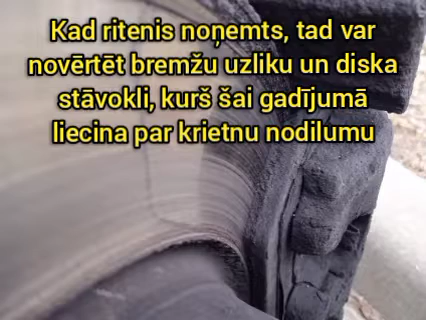 Kad ritenis noņemts, tad var
novērtēt bremžu uzliku un diska
stāvokli, kurš šai gadījumā
liecina par krietnu nodilumu